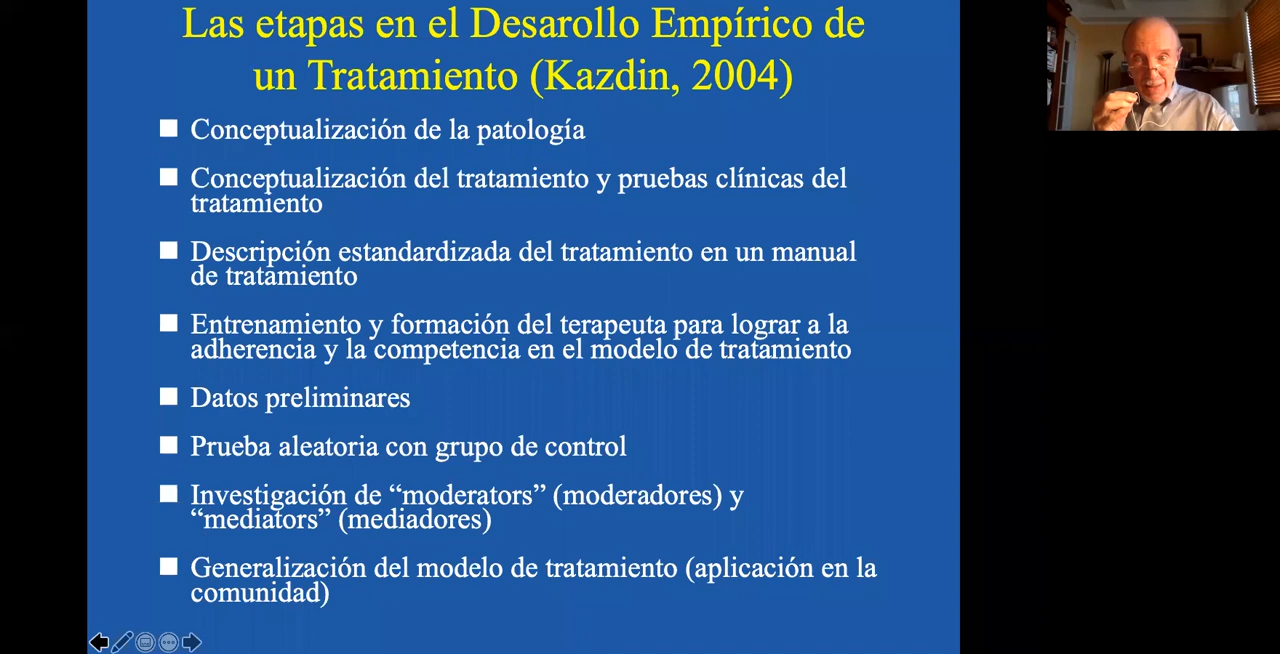 Las etapas en el Desarollo Empírico de
un Tratamiento (Kazdin, 2004)
Conceptualización de la patología
Conceptualización del tratamiento y pruebas clínicas del
tratamiento
Descripción estandardizada del tratamiento en un manual
de tratamiento
Entrenamiento y formación del terapeuta para lograr a la
adherencia y la competencia en el modelo de tratamiento
Datos preliminares
Prueba aleatoria con grupo de control
Investigación de “moderators” (moderadores) y
“mediators” (mediadores)
Generalización del modelo de tratamiento (aplicación en la
comunidad)